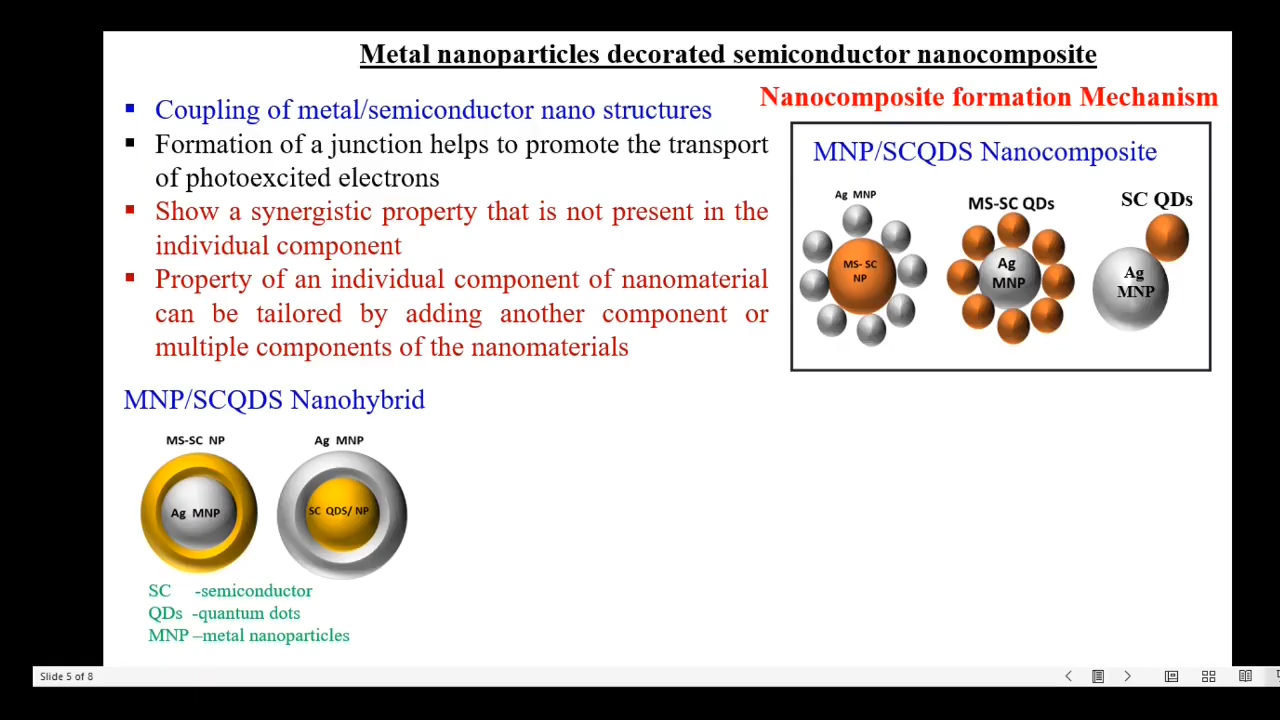 Metal nanoparticles decorated semiconductor nanocomposite
▪ Coupling of metal/semiconductor nano structures
▪ Formation of a junction helps to promote the transport
of photoexcited electrons
▪ Show a synergistic property that is not present in the
individual component
▪ Property of an individual component of nanomaterial
can be tailored by adding another component or
multiple components of the nanomaterials
Nanocomposite formation Mechanism
MNP/SCQDS Nanocomposite
Ag MNP
MS- SC
NP
MS-SC QDs
Ag
MNP
SC QDs
Ag
MNP
MNP/SCQDS Nanohybrid
MS-SC NP
Ag MNP
Ag MNP
SC QDS/ NP
SC -semiconductor
QDs -quantum dots
MNP –metal nanoparticles
Slide 5 of 8